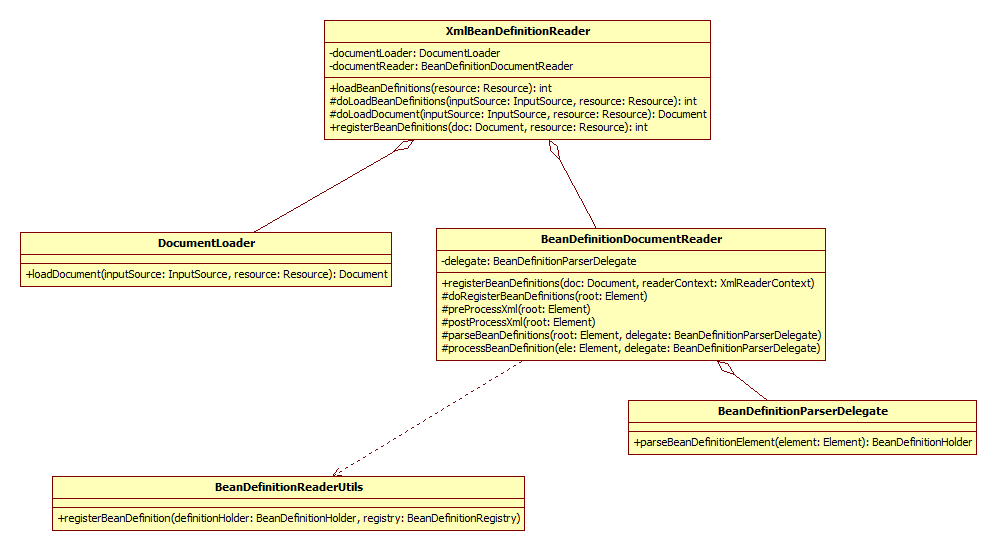 XmlBeanDefinitionReader
-documentLoader: DocumentLoader
-documentReader: BeanDefinitionDocumentReader
+loadBeanDefinitions(resource: Resource): int
#doLoadBeanDefinitions(inputSource: InputSource, resource: Resource): int
#doLoadDocument(inputSource: InputSource, resource: Resource): Document
+registerBeanDefinitions(doc: Document, resource: Resource): int
DocumentLoader
+loadDocument(inputSource: InputSource, resource: Resource): Document
BeanDefinitionDocumentReader
-delegate: BeanDefinitionParserDelegate
+registerBeanDefinitions(doc: Document, readerContext: XmlReaderContext)
#doRegisterBeanDefinitions(root: Element)
#preProcessXml(root: Element)
#postProcessXml(root: Element)
#parseBeanDefinitions(root: Element, delegate: BeanDefinitionParserDelegate)
#processBeanDefinition(ele: Element, delegate: BeanDefinitionParserDelegate)
BeanDefinitionParserDelegate
+parseBeanDefinitionElement(element: Element): BeanDefinitionHolder
BeanDefinitionReaderUtils
+registerBeanDefinition(definitionHolder: BeanDefinitionHolder, registry: BeanDefinitionRegistry)